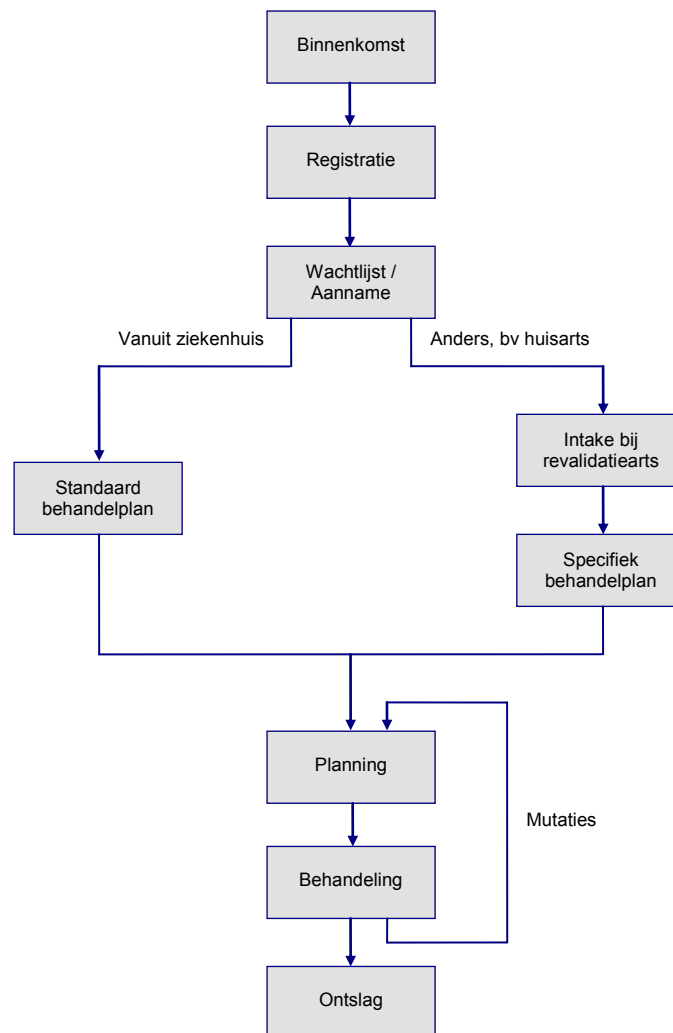 Binnenkomst
Registratie
Wachtlijst /
Aanname
Vanuit ziekenhuis
Anders, bv huisarts
Intake bij
revalidatiearts
Standaard
behandelplan
Specifiek
behandelplan
Planning
Mutaties
Behandeling
Ontslag